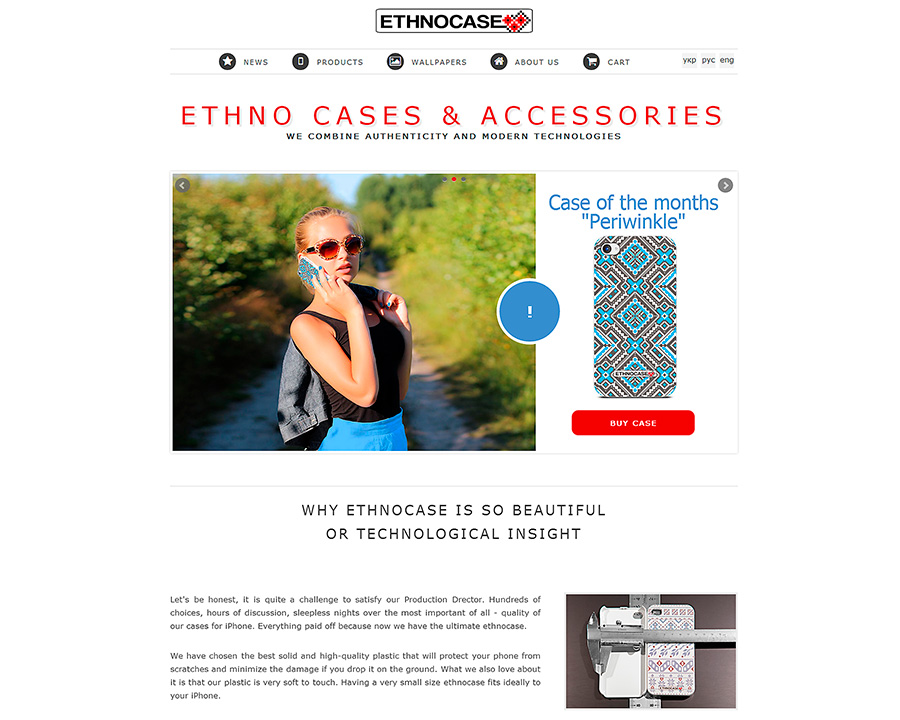 ETHNOCASE
NEWS
PRODUCTS
WALLPAPERS
ABOUT US
CART
укр рус eng
ETHNO CASES & ACCESSORIES
WE COMBINE AUTHENTICITY AND MODERN TECHNOLOGIES
Case of the months
"Periwinkle"
!
ETHNOCASE
BUY CASE
WHY ETHNOCASE IS SO BEAUTIFUL
OR TECHNOLOGICAL INSIGHT
Let's be honest, it is quite a challenge to satisfy our Production Drector. Hundreds of
choices, hours of discussion, sleepless nights over the most important of all - quality of
our cases for iPhone. Everything paid off because now we have the ultimate ethnocase.
We have chosen the best solid and high-quality plastic that will protect your phone from
scratches and minimize the damage if you drop it on the ground. What we also love about
it is that our plastic is very soft to touch. Having a very small size ethnocase fits ideally to
your iPhone.
ETHNOCASE